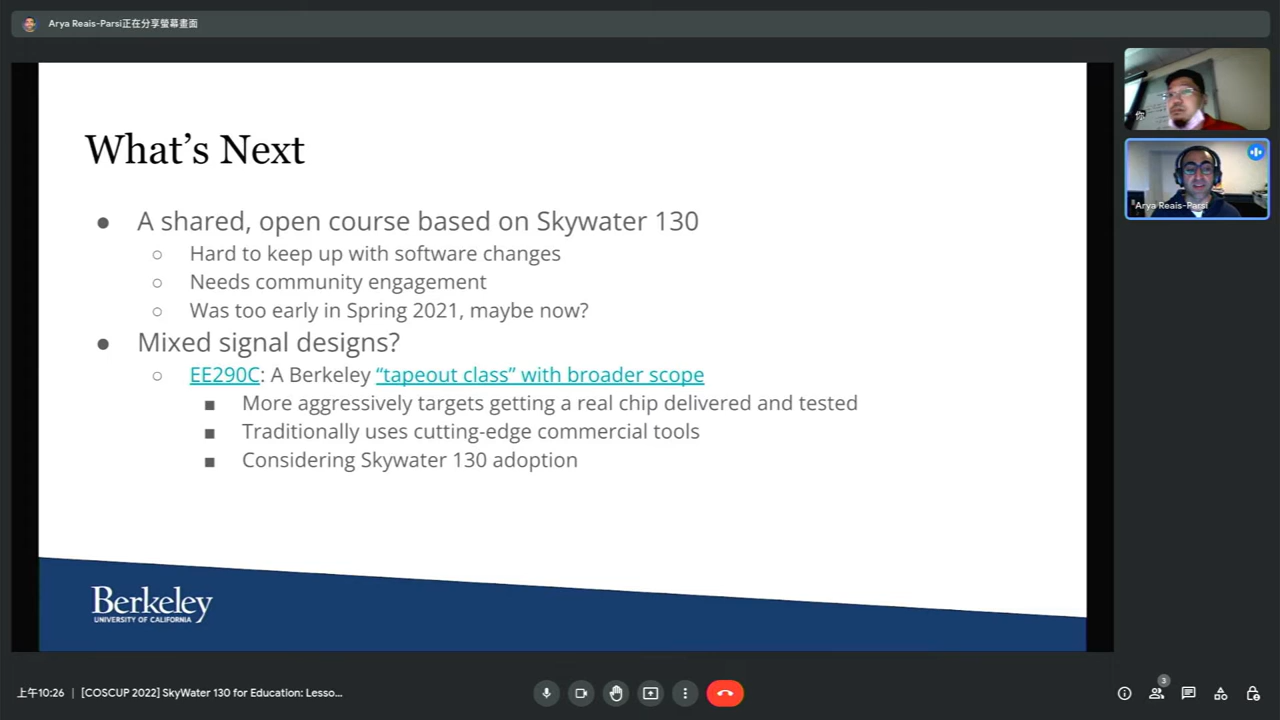 Arya Reais-Parsi正在分享螢幕畫面
What's Next
● A shared, open course based on Skywater 130
○ Hard to keep up with software changes
○ Needs community engagement
○ Was too early in Spring 2021, maybe now?
● Mixed signal designs?
○ EE290C: A Berkeley “tapeout class” with broader scope
■ More aggressively targets getting a real chip delivered and tested
■ Traditionally uses cutting-edge commercial tools
■ Considering Skywater 130 adoption
Berkeley
UNIVERSITY OF CALIFORNIA
你
Arya Reais-Parsi
上午10:26 | [COSCUP 2022] SkyWater 130 for Education: Lesso...
3